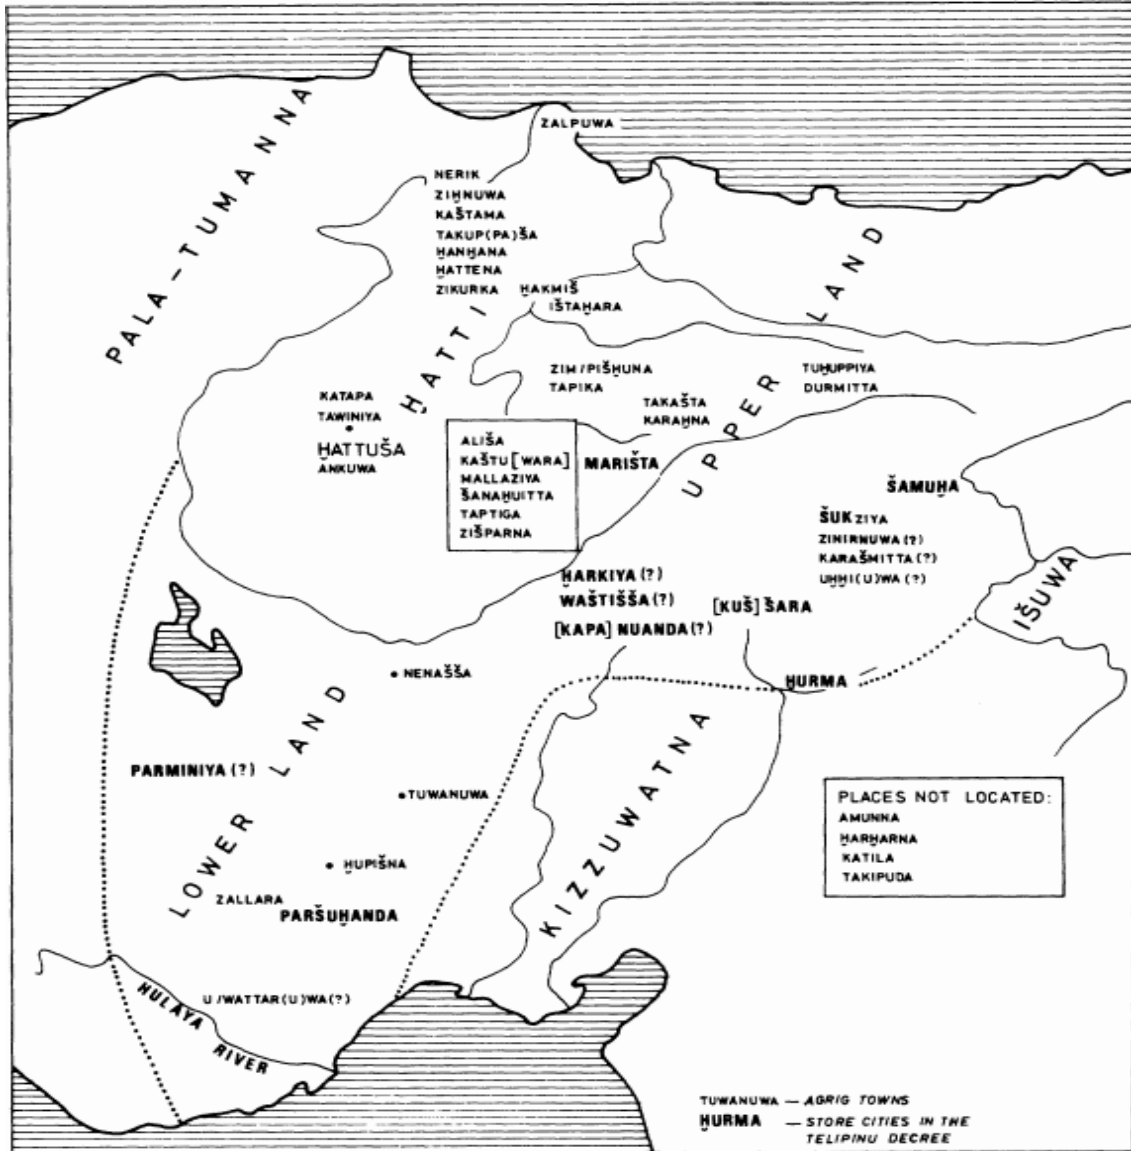 ZALPUWA
PALA-TUMANNA
NERIK
ZIḪNUWA
KAŠTAMA
TAKUP(PA)ŠA
ḪANḪANA
ḪATTENA
ZIKURKA
ḪAKMIŠ
IŠTAḪARA
ḪATTI
UPPER LAND
ZIM/PIŠḪUNA
TAPIKA
TUḪUPPIYA
DURMITTA
TAKAŠTA
KARAḪNA
KATAPA
TAWINIYA
ḪATTUŠA
ANKUWA
ALIŠA
KAŠTU[WARA]
MALLAZIYA
ŠANAḪUITTA
TAPTIGA
ZIŠPARNA
MARIŠTA
ŠAMUḪA
ŠUKZIYA
ZINIRNUWA(?)
KARAŠMITTA(?)
UḪḪI(U)WA(?)
IŠUWA
ḪARKIYA(?)
WAŠTIŠŠA(?)
[KAPA]NUANDA(?)
[KUŠ]ŠARA
ḪURMA
NENAŠŠA
LOWER LAND
PARMINIYA(?)
TUWANUWA
ḪUPIŠNA
ZALLARA
PARŠUḪANDA
KIZZUWATNA
U/WATTAR(U)WA(?)
HULAYA RIVER
PLACES NOT LOCATED:
AMUNNA
ḪARḪARNA
KATILA
TAKIPUDA
TUWANUWA — AGRIG TOWNS
ḪURMA — STORE CITIES IN THE
TELIPINU DECREE